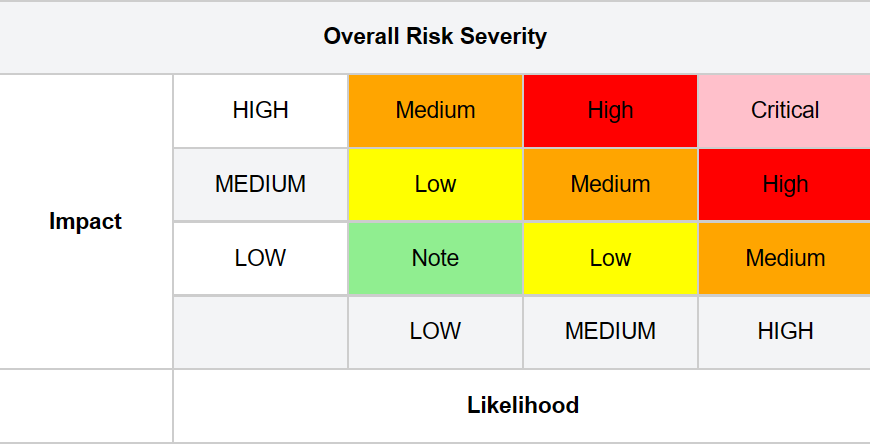 Overall Risk Severity
HIGH Medium High Critical
MEDIUM Low Medium High
Impact
LOW Note Low Medium
LOW MEDIUM HIGH
Likelihood